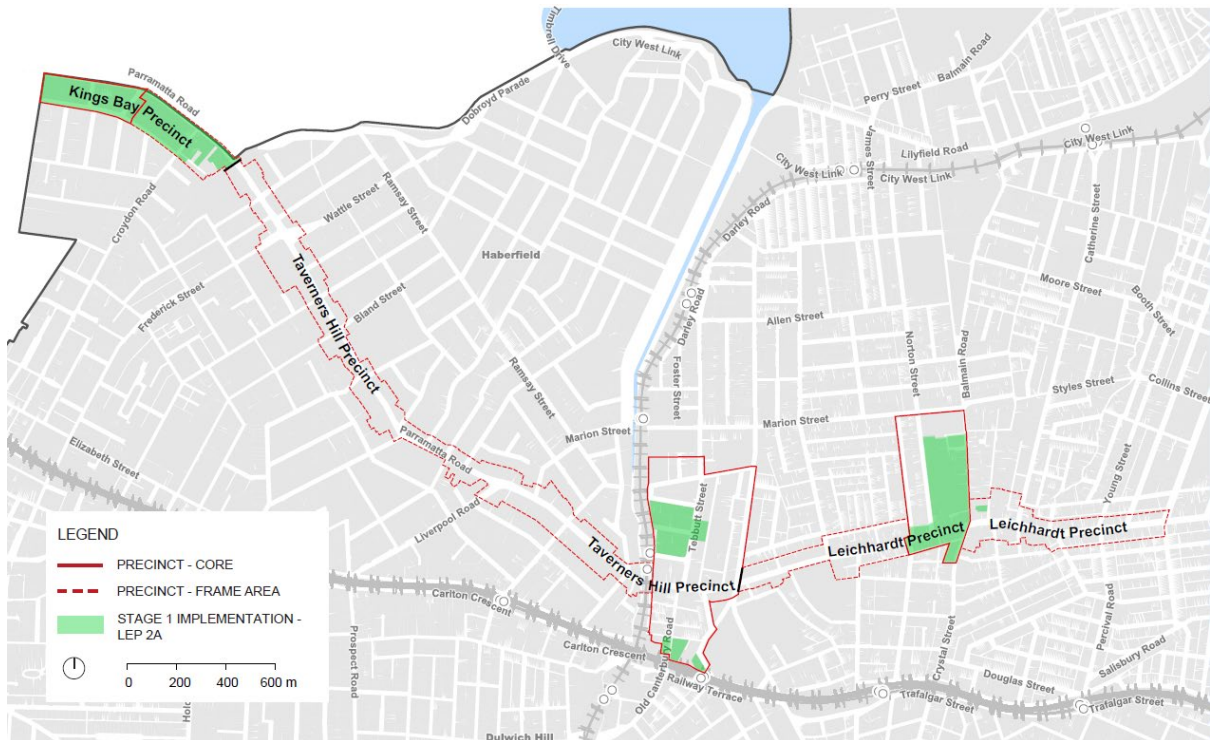 Timbrell Drive
City West Link
Balmain Road
Parramatta Road
Dobroyd Parade
Perry Street
Kings Bay Precinct
James Street
Lilyfield Road
City West Link
City West Link
City West Link
Croydon Road
Wattle Street
Ramsay Street
Darley Road
Catherine Street
Haberfield
Taverners Hill Precinct
Bland Street
Frederick Street
Moore Street
Booth Street
Darley Road
Allen Street
Foster Street
Norton Street
Balmain Road
Ramsay Street
Styles Street
Collins Street
Marion Street
Marion Street
Elizabeth Street
Parramatta Road
Young Street
Liverpool Road
Tebbutt Street
Leichhardt Precinct
Leichhardt Precinct
Taverners Hill Precinct
LEGEND
PRECINCT - CORE
PRECINCT - FRAME AREA
STAGE 1 IMPLEMENTATION -
LEP 2A
0 200 400 600 m
Carlton Crescent
Carlton Crescent
Prospect Road
Old Canterbury Road
Railway Terrace
Crystal Street
Percival Road
Salisbury Road
Douglas Street
Trafalgar Street
Trafalgar Street
Dulwich Hill